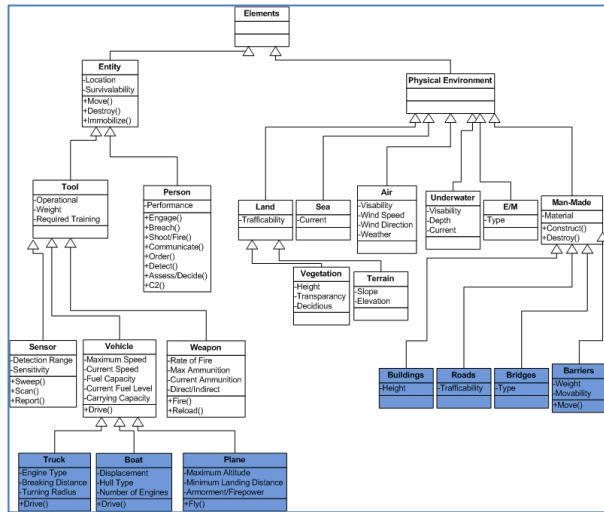 Elements
Entity
-Location
-Survivalability
+Move()
+Destroy()
+Immobilize()
Physical Environment
Tool
-Operational
-Weight
-Required Training
Person
-Performance
+Engage()
+Breach()
+Shoot/Fire()
+Communicate()
+Order()
+Detect()
+Assess/Decide()
+C2()
Land
-Trafficability
Sea
-Current
Air
-Visability
-Wind Speed
-Wind Direction
-Weather
Underwater
-Visability
-Depth
-Current
E/M
-Type
Man-Made
-Material
+Construct()
+Destroy()
Vegetation
-Height
-Transparancy
-Decidious
Terrain
-Slope
-Elevation
Sensor
-Detection Range
-Sensitivity
+Sweep()
+Scan()
+Report()
Vehicle
-Maximum Speed
-Current Speed
-Fuel Capacity
-Current Fuel Level
-Carrying Capacity
+Drive()
Weapon
-Rate of Fire
-Max Ammunition
-Current Ammunition
-Direct/Indirect
+Fire()
+Reload()
Buildings
-Height
Roads
-Trafficability
Bridges
-Type
Barriers
-Weight
-Movability
+Move()
Truck
-Engine Type
-Breaking Distance
-Turning Radius
+Drive()
Boat
-Displacement
-Hull Type
-Number of Engines
+Drive()
Plane
-Maximum Altitude
-Minimum Landing Distance
-Armorment/Firepower
+Fly()